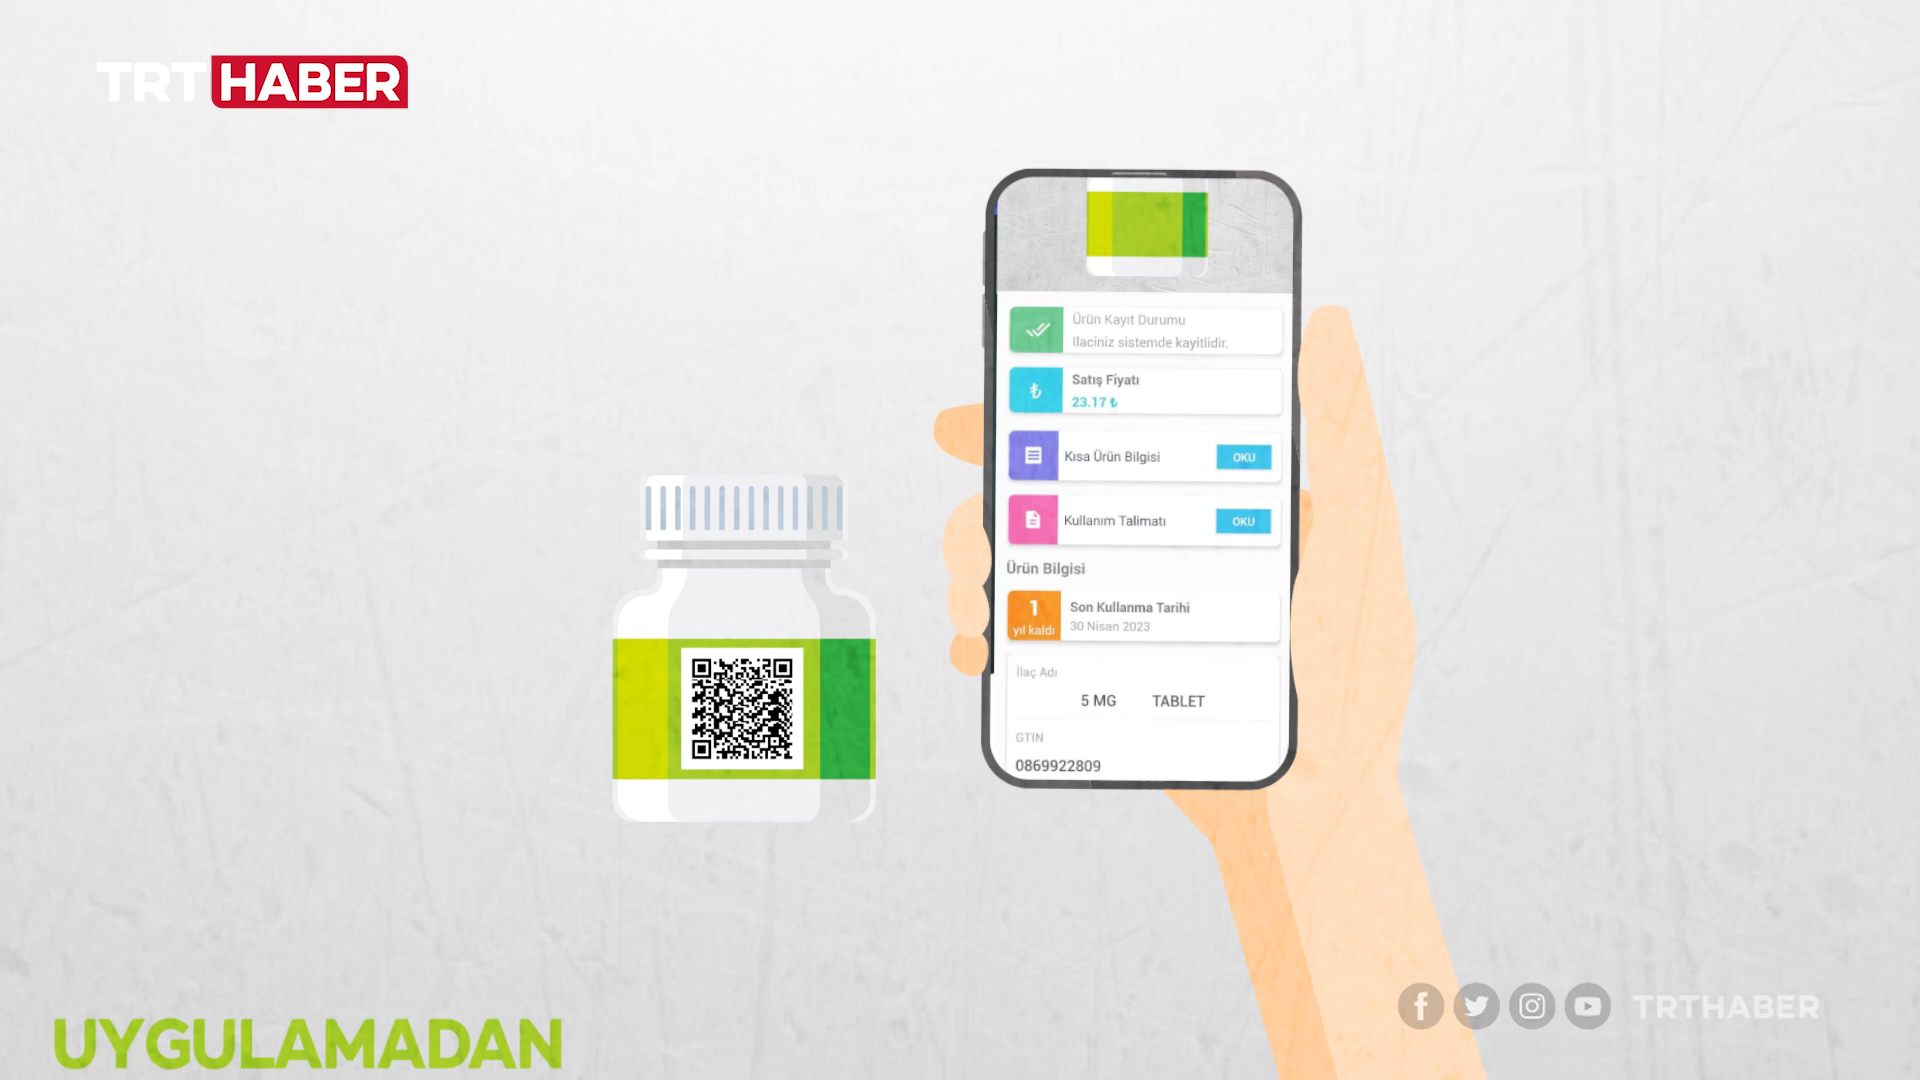 TRT HABER
Ürün Kayıt Durumu
Ilaciniz sistemde kayitlidir.
Satış Fiyatı
23.17 ₺
Kısa Ürün Bilgisi
OKU
Kullanım Talimatı
OKU
Ürün Bilgisi
1
yıl kaldı
Son Kullanma Tarihi
30 Nisan 2023
İlaç Adı
5 MG TABLET
GTIN
0869922809
UYGULAMADAN
TRTHABER